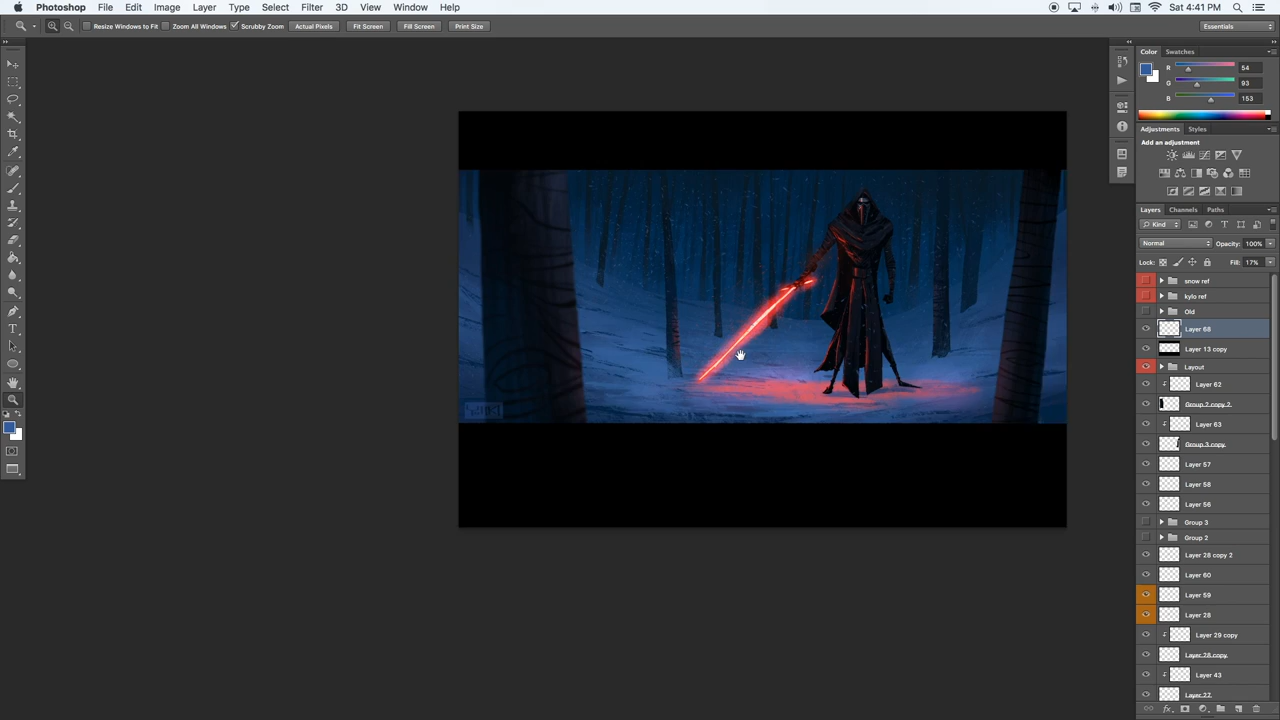 Photoshop File Edit Image Layer Type Select Filter 3D View Window Help Sat 4:41 PM
Resize Windows to Fit Zoom All Windows Scrubby Zoom Actual Pixels Fit Screen Fill Screen Print Size Essentials
Color Swatches
R 54
G 93
B 153
Adjustments Styles
Add an adjustment
Layers Channels Paths
Kind
Normal Opacity: 100%
Lock: Fill: 17%
snow ref
kylo ref
Old
Layer 68
Layer 13 copy
Layout
Layer 62
Group 2 copy 2
Layer 63
Group 3 copy
Layer 57
Layer 58
Layer 56
Group 3
Group 2
Layer 28 copy 2
Layer 60
Layer 59
Layer 28
Layer 29 copy
Layer 28 copy
Layer 43
Layer 27
fx